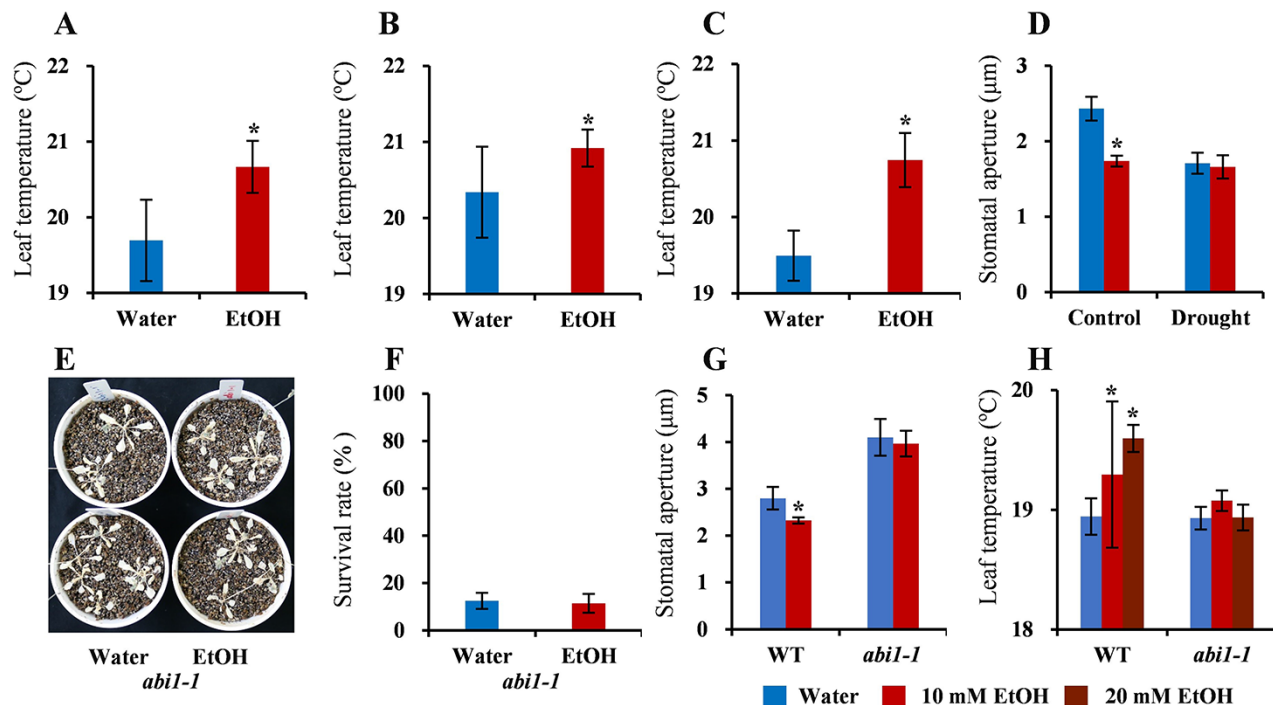 A
Leaf temperature (ºC)
22
21
20
19
*
Water EtOH
B
Leaf temperature (ºC)
22
21
20
19
*
Water EtOH
C
Leaf temperature (ºC)
22
21
20
19
*
Water EtOH
D
Stomatal aperture (μm)
3
2
1
0
*
Control Drought
E
Water EtOH
abi1-1
F
Survival rate (%)
100
80
60
40
20
0
Water EtOH
abi1-1
G
Stomatal aperture (μm)
5
4
3
2
1
0
*
WT abi1-1
H
Leaf temperature (ºC)
20
19
18
* *
WT abi1-1
Water 10 mM EtOH 20 mM EtOH